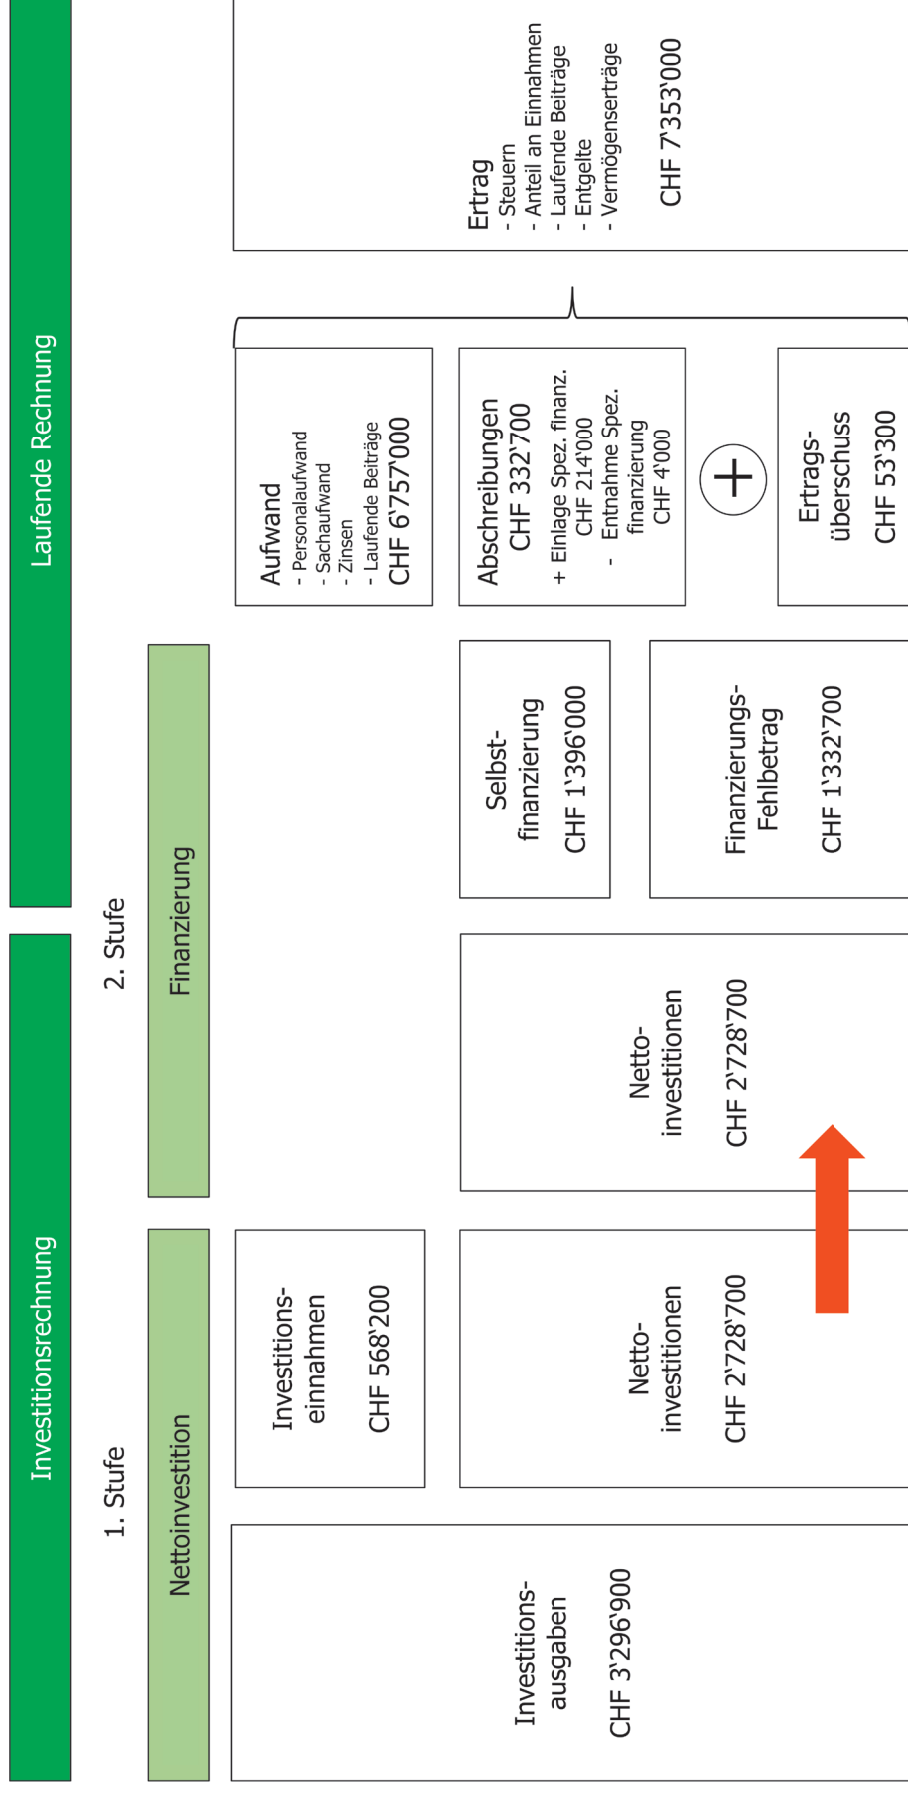 Investitionsrechnung
Laufende Rechnung
1. Stufe
2. Stufe
Nettoinvestition
Finanzierung
Investitions-
ausgaben
CHF 3‘296‘900
Investitions-
einnahmen
CHF 568‘200
Netto-
investitionen
CHF 2‘728‘700
Netto-
investitionen
CHF 2‘728‘700
Selbst-
finanzierung
CHF 1‘396‘000
Finanzierungs-
Fehlbetrag
CHF 1‘332‘700
Aufwand
- Personalaufwand
- Sachaufwand
- Zinsen
- Laufende Beiträge
CHF 6‘757‘000
Abschreibungen
CHF 332‘700
+ Einlage Spez. finanz.
CHF 214‘000
- Entnahme Spez.
finanzierung
CHF 4‘000
+
Ertrags-
überschuss
CHF 53‘300
Ertrag
- Steuern
- Anteil an Einnahmen
- Laufende Beiträge
- Entgelte
- Vermögenserträge
CHF 7‘353‘000